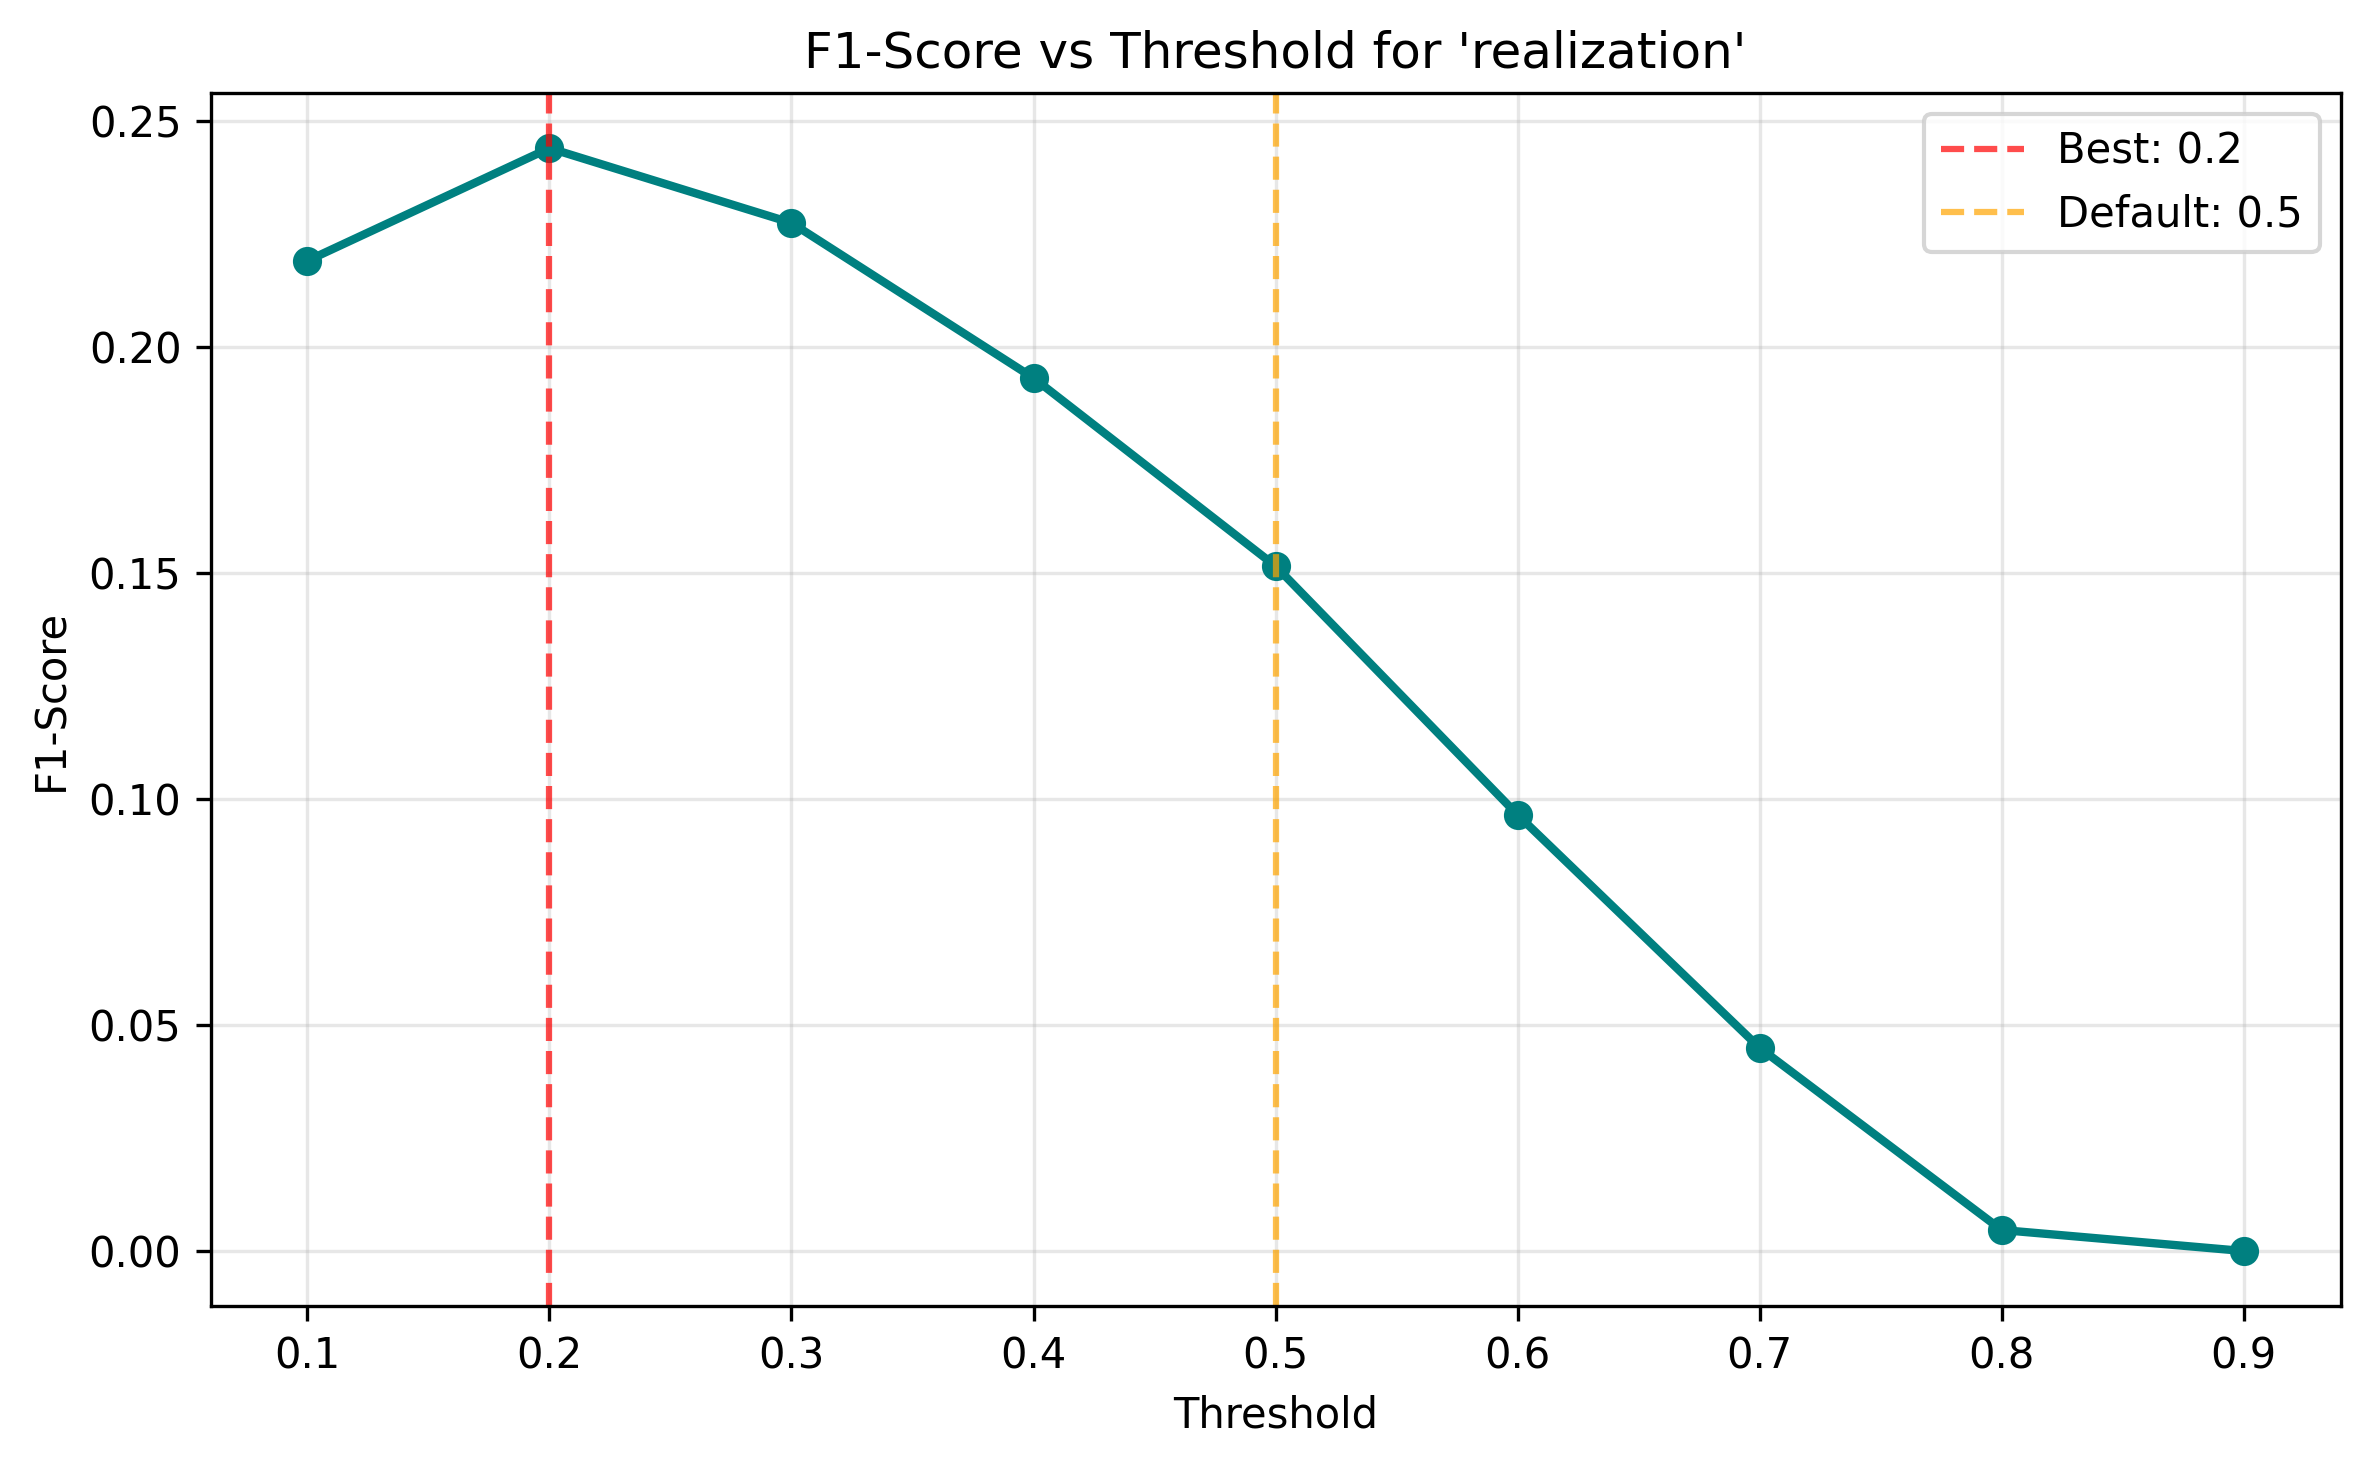 F1-Score vs Threshold for 'realization'
Best: 0.2
Default: 0.5
0.25
0.20
0.15
0.10
0.05
0.00
F1-Score
0.1 0.2 0.3 0.4 0.5 0.6 0.7 0.8 0.9
Threshold